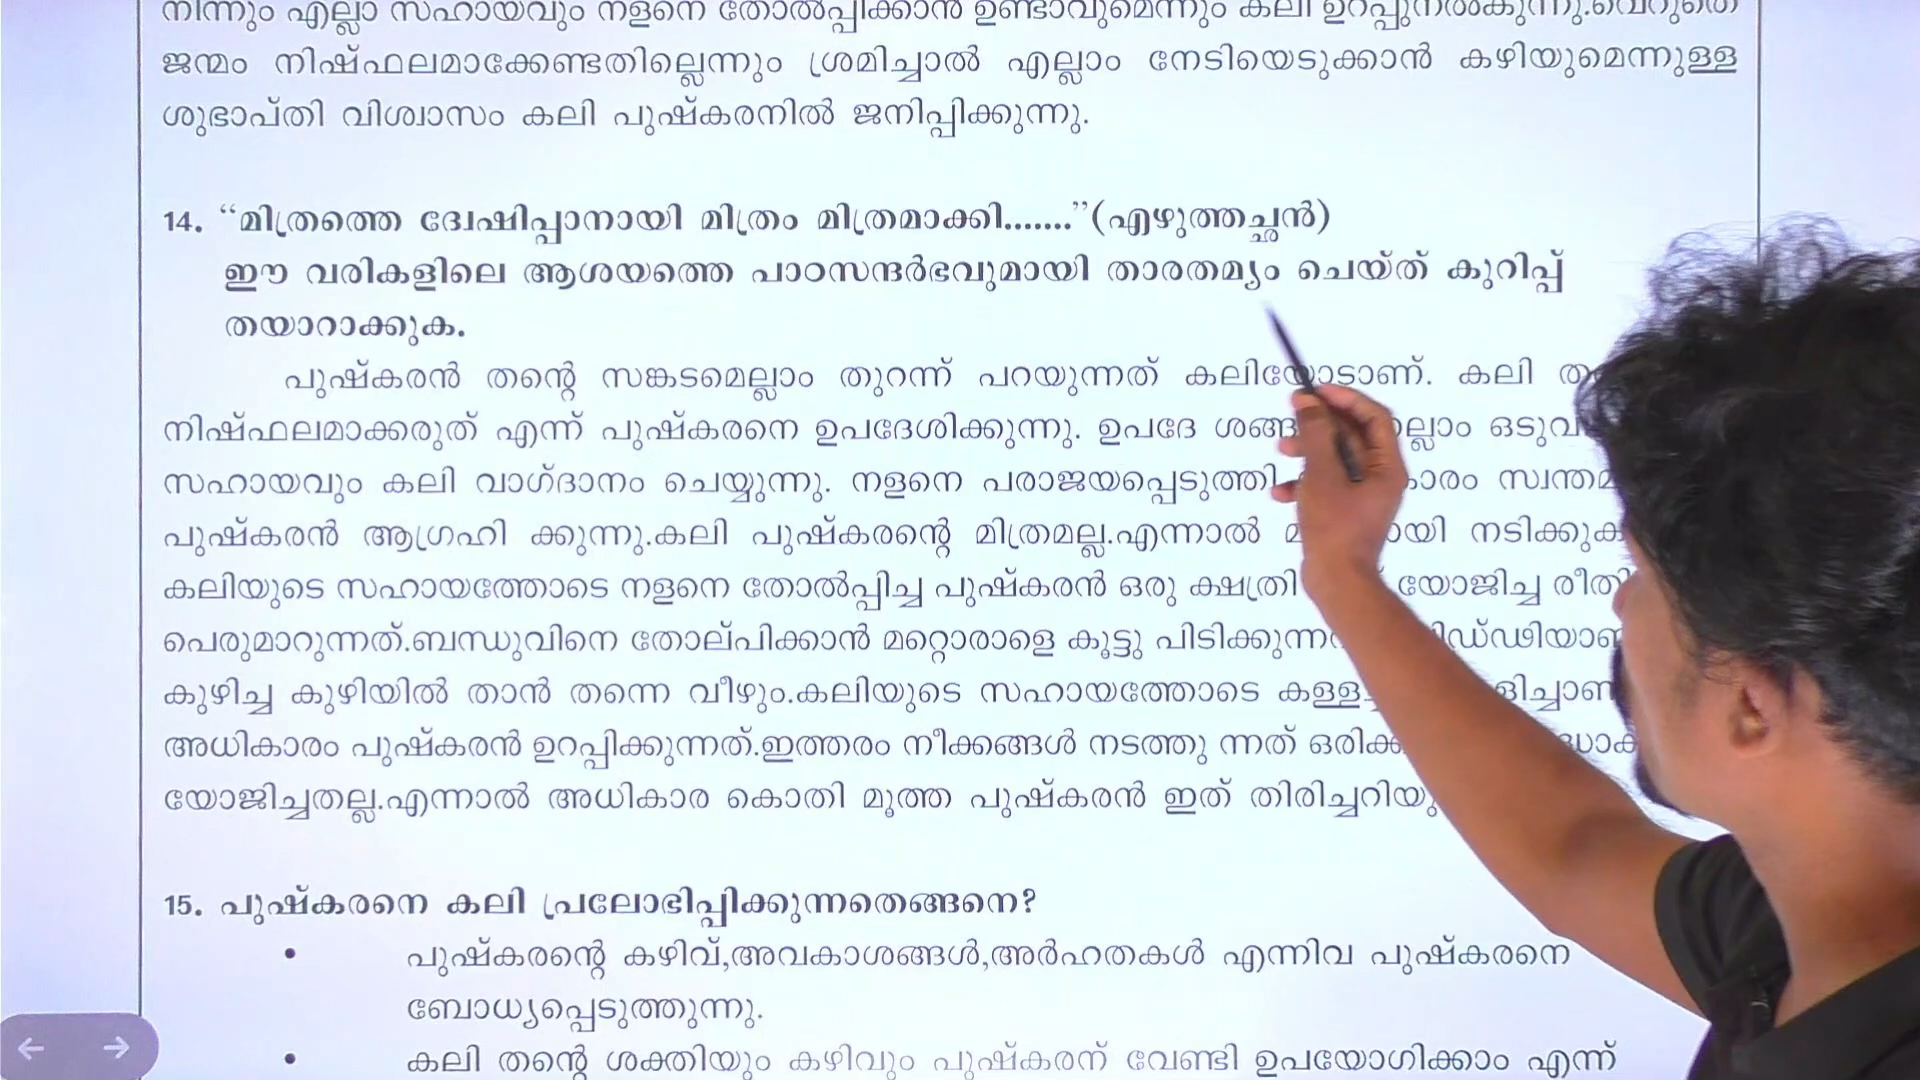 നിന്നും എല്ലാ സഹായവും നളനെ തോൽപ്പിക്കാൻ ഉണ്ടാവുമെന്നും കലി ഉറപ്പുനൽകുന്നു.വെറുതെ
ജന്മം നിഷ്ഫലമാക്കേണ്ടതില്ലെന്നും ശ്രമിച്ചാൽ എല്ലാം നേടിയെടുക്കാൻ കഴിയുമെന്നുള്ള
ശുഭാപ്തി വിശ്വാസം കലി പുഷ്കരനിൽ ജനിപ്പിക്കുന്നു.
14. “മിത്രത്തെ ദ്വേഷിപ്പാനായി മിത്രം മിത്രമാക്കി.......”(എഴുത്തച്ഛൻ)
ഈ വരികളിലെ ആശയത്തെ പാഠസന്ദർഭവുമായി താരതമ്യം ചെയ്ത് കുറിപ്പ്
തയാറാക്കുക.
പുഷ്കരൻ തന്റെ സങ്കടമെല്ലാം തുറന്ന് പറയുന്നത് കലിയോടാണ്. കലി
നിഷ്ഫലമാക്കരുത് എന്ന് പുഷ്കരനെ ഉപദേശിക്കുന്നു. ഉപദേ
സഹായവും കലി വാഗ്ദാനം ചെയ്യുന്നു. നളനെ പരാജയപ്പെടുത്തി
പുഷ്കരൻ ആഗ്രഹി ക്കുന്നു.കലി പുഷ്കരന്റെ മിത്രമല്ല.എന്നാൽ നടിക്കുക
കലിയുടെ സഹായത്തോടെ നളനെ തോൽപ്പിച്ച പുഷ്കരൻ ഒരു യോജിച്ച
പെരുമാറുന്നത്.ബന്ധുവിനെ തോല്പിക്കാൻ മറ്റൊരാളെ കൂട്ടു
കുഴിച്ച കുഴിയിൽ താൻ തന്നെ വീഴും.കലിയുടെ സഹായത്തോടെ
അധികാരം പുഷ്കരൻ ഉറപ്പിക്കുന്നത്.ഇത്തരം നീക്കങ്ങൾ നടത്തു ന്നത്
യോജിച്ചതല്ല.എന്നാൽ അധികാര കൊതി മൂത്ത പുഷ്കരൻ ഇത്
15. പുഷ്കരനെ കലി പ്രലോഭിപ്പിക്കുന്നതെങ്ങനെ?
• പുഷ്കരന്റെ കഴിവ്,അവകാശങ്ങൾ,അർഹതകൾ എന്നിവ പുഷ്കരനെ
ബോധ്യപ്പെടുത്തുന്നു.
• കലി തന്റെ ശക്തിയും കഴിവും പുഷ്കരന് വേണ്ടി ഉപയോഗിക്കാം എന്ന്